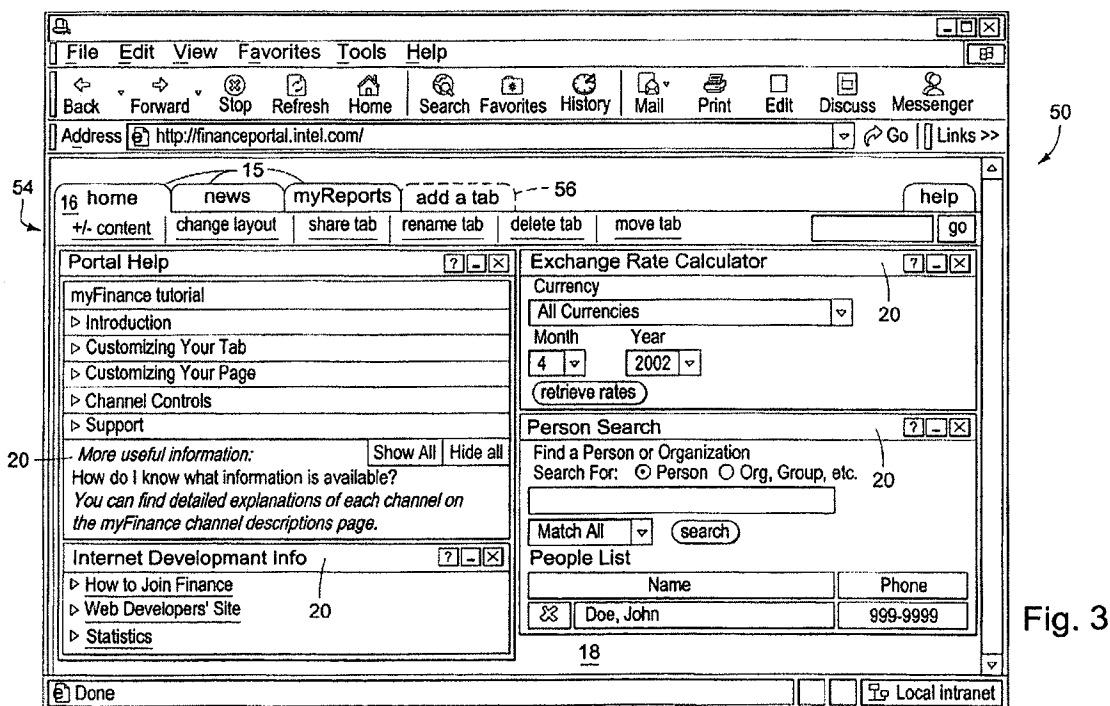 File Edit View Favorites Tools Help
Back Forward Stop Refresh Home Search Favorites History Mail Print Edit Discuss Messenger
Address http://financeportal.intel.com/ Go Links >>
50
15
54
16 home news myReports add a tab 56 help
+/- content change layout share tab rename tab delete tab move tab go
Portal Help ? - X
myFinance tutorial
▷ Introduction
▷ Customizing Your Tab
▷ Customizing Your Page
▷ Channel Controls
▷ Support
20
More useful information: Show All Hide all
How do I know what information is available?
You can find detailed explanations of each channel on
the myFinance channel descriptions page.
Internet Developmant Info ? - X
▷ How to Join Finance
▷ Web Developers' Site 20
▷ Statistics
Exchange Rate Calculator ? - X
Currency
All Currencies 20
Month Year
4 2002
retrieve rates
Person Search ? - X
Find a Person or Organization
Search For: Person Org, Group, etc. 20
Match All search
People List
Name Phone
Doe, John 999-9999
18
Fig. 3
Done Local intranet